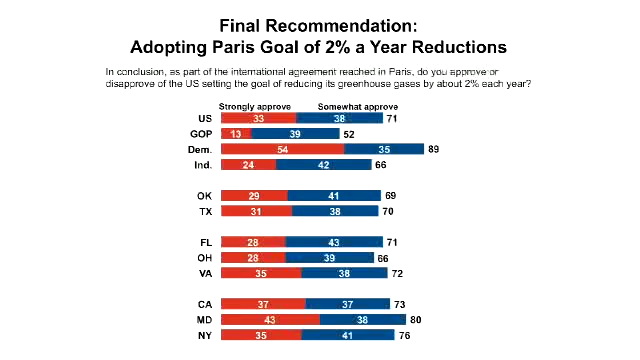 Final Recommendation:
Adopting Paris Goal of 2% a Year Reductions
In conclusion, as part of the international agreement reached in Paris, do you approve or
disapprove of the US setting the goal of reducing its greenhouse gases by about 2% each year?
Strongly approve Somewhat approve
US 33 38 71
GOP 13 39 52
Dem. 54 35 89
Ind. 24 42 66
OK 29 41 69
TX 31 38 70
FL 28 43 71
OH 28 39 66
VA 35 38 72
CA 37 37 73
MD 43 38 80
NY 35 41 76